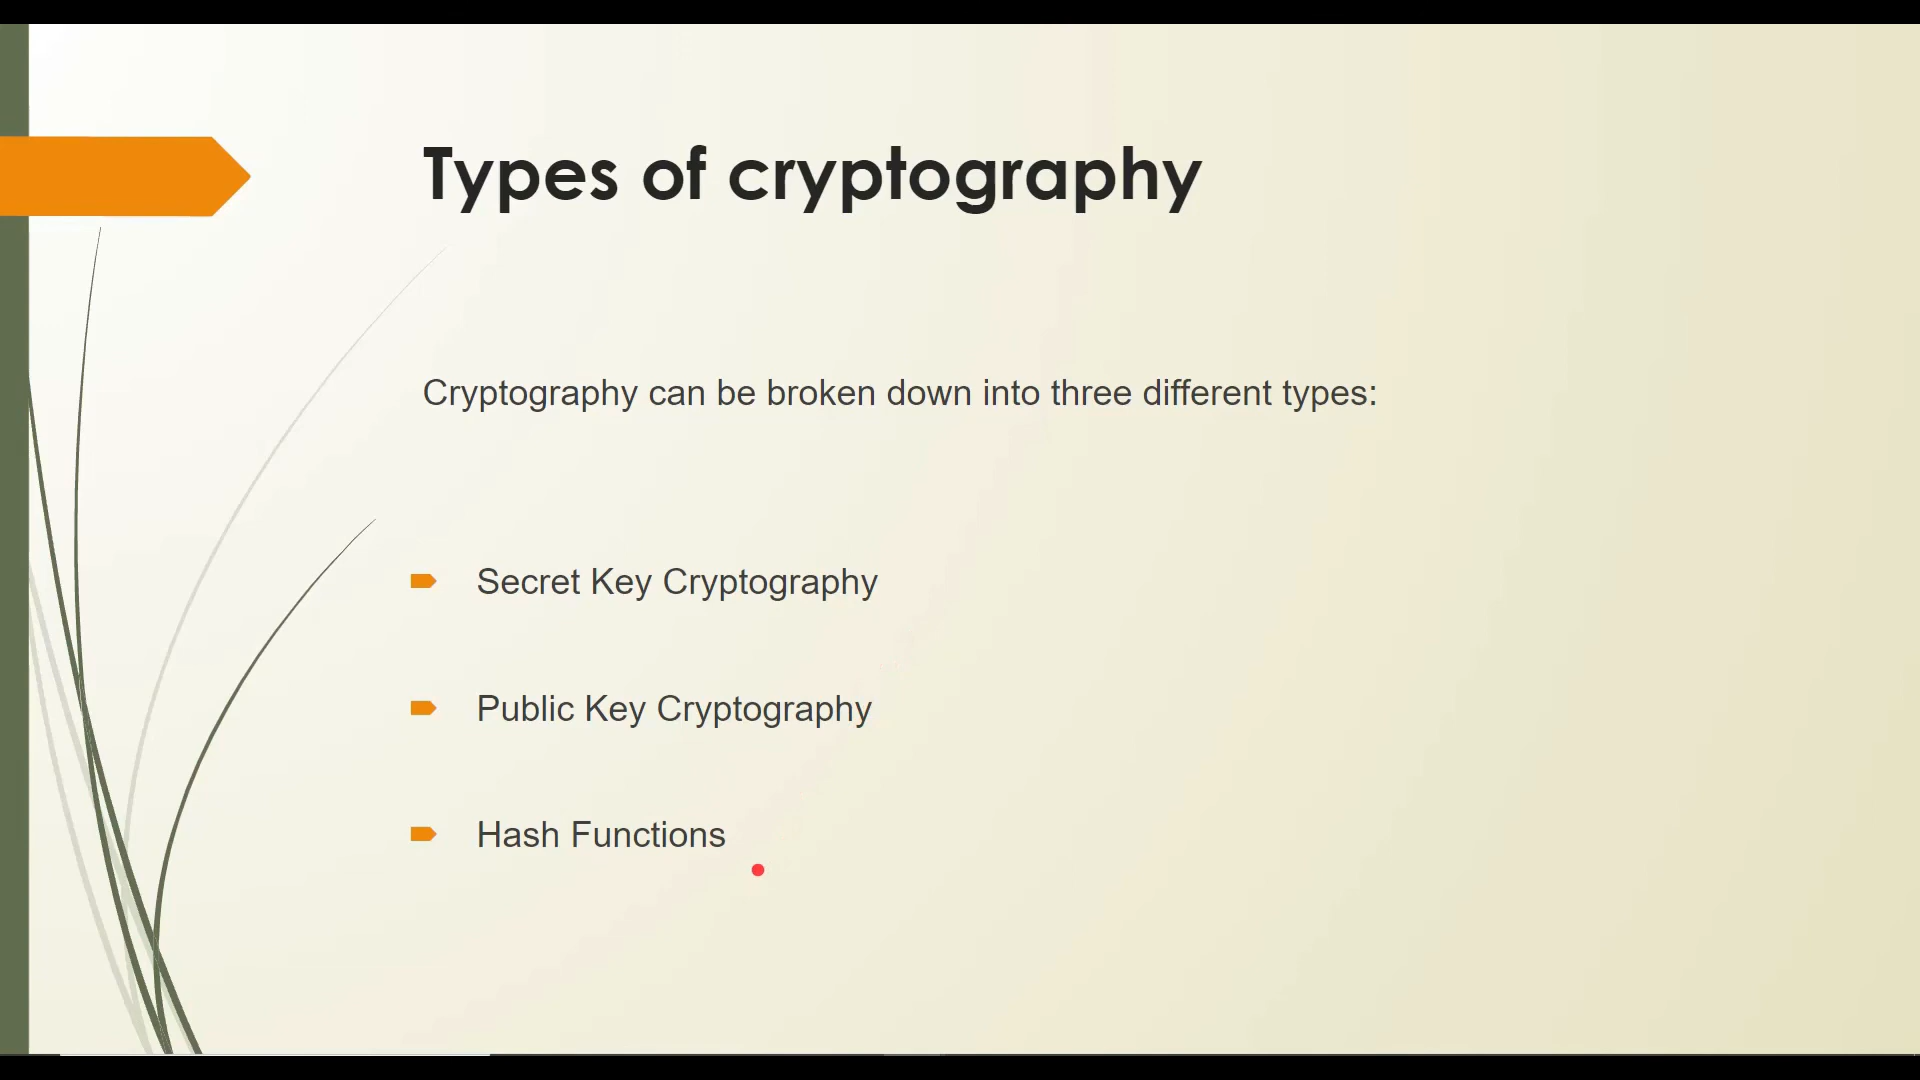 Types of cryptography
Cryptography can be broken down into three different types:
Secret Key Cryptography
Public Key Cryptography
Hash Functions